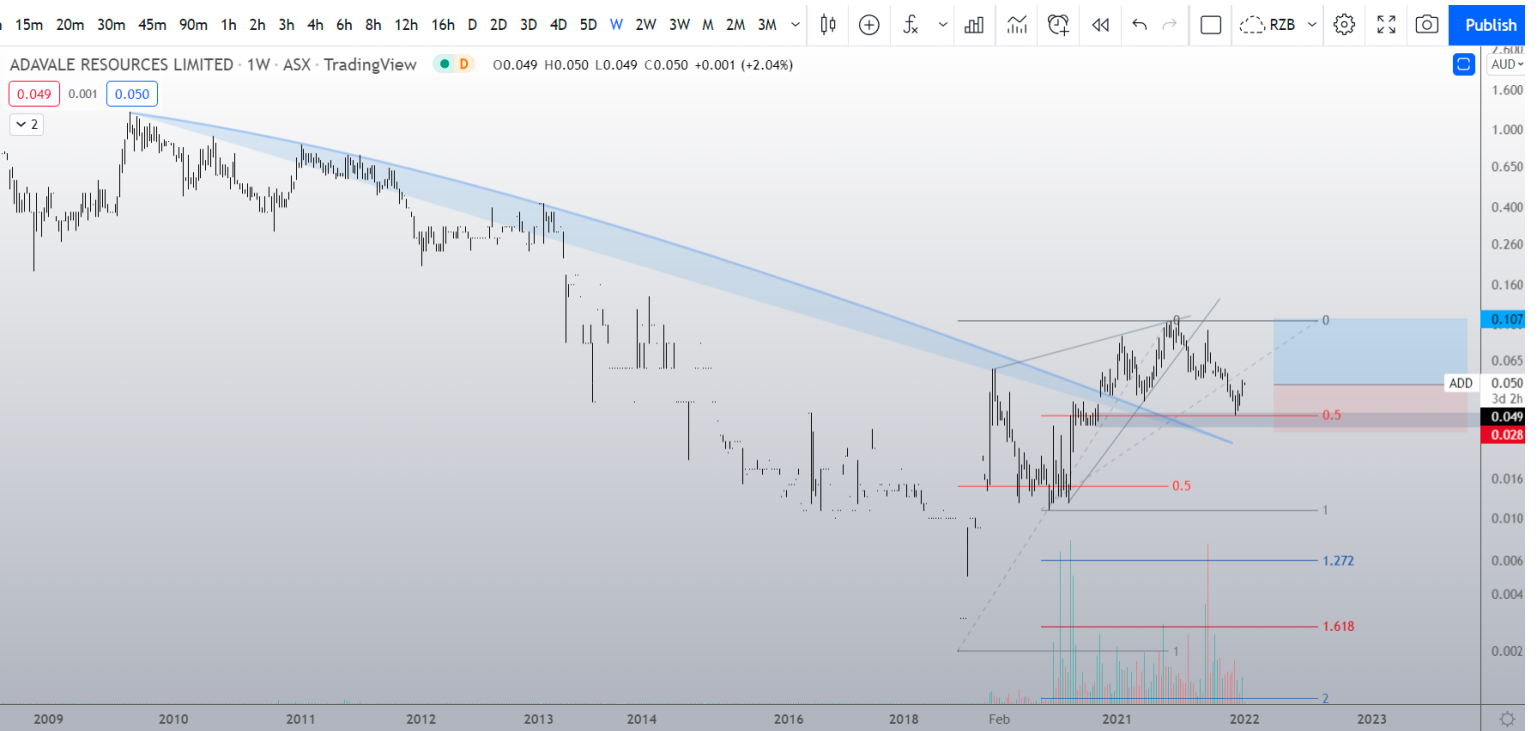 15m 20m 30m 45m 90m 1h 2h 3h 4h 6h 8h 12h 16h D 2D 3D 4D 5D W 2W 3W M 2M 3M RZB Publish
ADAVALE RESOURCES LIMITED · 1W · ASX · TradingView D O0.049 H0.050 L0.049 C0.050 +0.001 (+2.04%)
AUD
0.049 0.001 0.050
2
1.600
1.000
0.650
0.400
0.260
0.160
0 0 0.107
0.065
ADD 0.050
3d 2h
0.5 0.049
0.028
0.016
0.5
1 0.010
1.272 0.006
0.004
1.618
1 0.002
2
2009 2010 2011 2012 2013 2014 2016 2018 Feb 2021 2022 2023